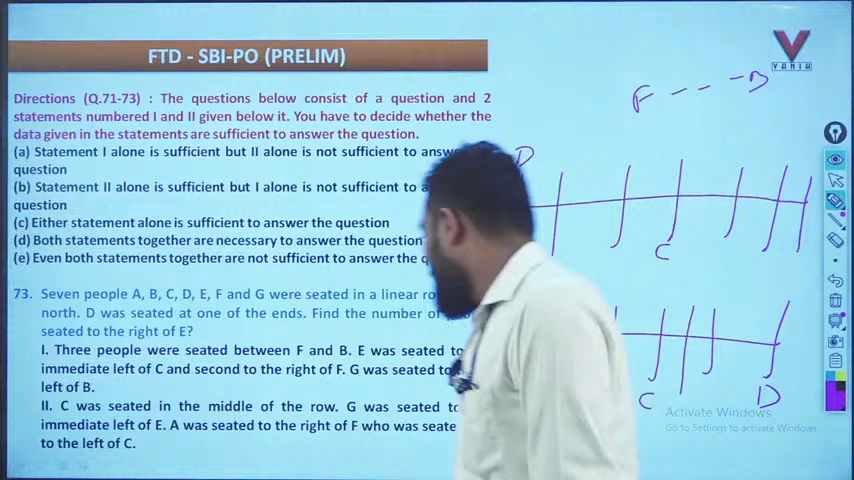 FTD - SBI-PO (PRELIM)
VANIK
F - - - B
Directions (Q.71-73) : The questions below consist of a question and 2
statements numbered I and II given below it. You have to decide whether the
data given in the statements are sufficient to answer the question.
(a) Statement I alone is sufficient but II alone is not sufficient to
question
(b) Statement II alone is sufficient but I alone is not sufficient to
question
(c) Either statement alone is sufficient to answer the question
(d) Both statements together are necessary to answer the question
(e) Even both statements together are not sufficient to answer the
D
C
73. Seven people A, B, C, D, E, F and G were seated in a linear
north. D was seated at one of the ends. Find the number of
seated to the right of E?
I. Three people were seated between F and B. E was seated
immediate left of C and second to the right of F. G was seated
left of B.
II. C was seated in the middle of the row. G was seated
immediate left of E. A was seated to the right of F who was
to the left of C.
C
D
Activate Windows
Go to Settings to activate Windows.